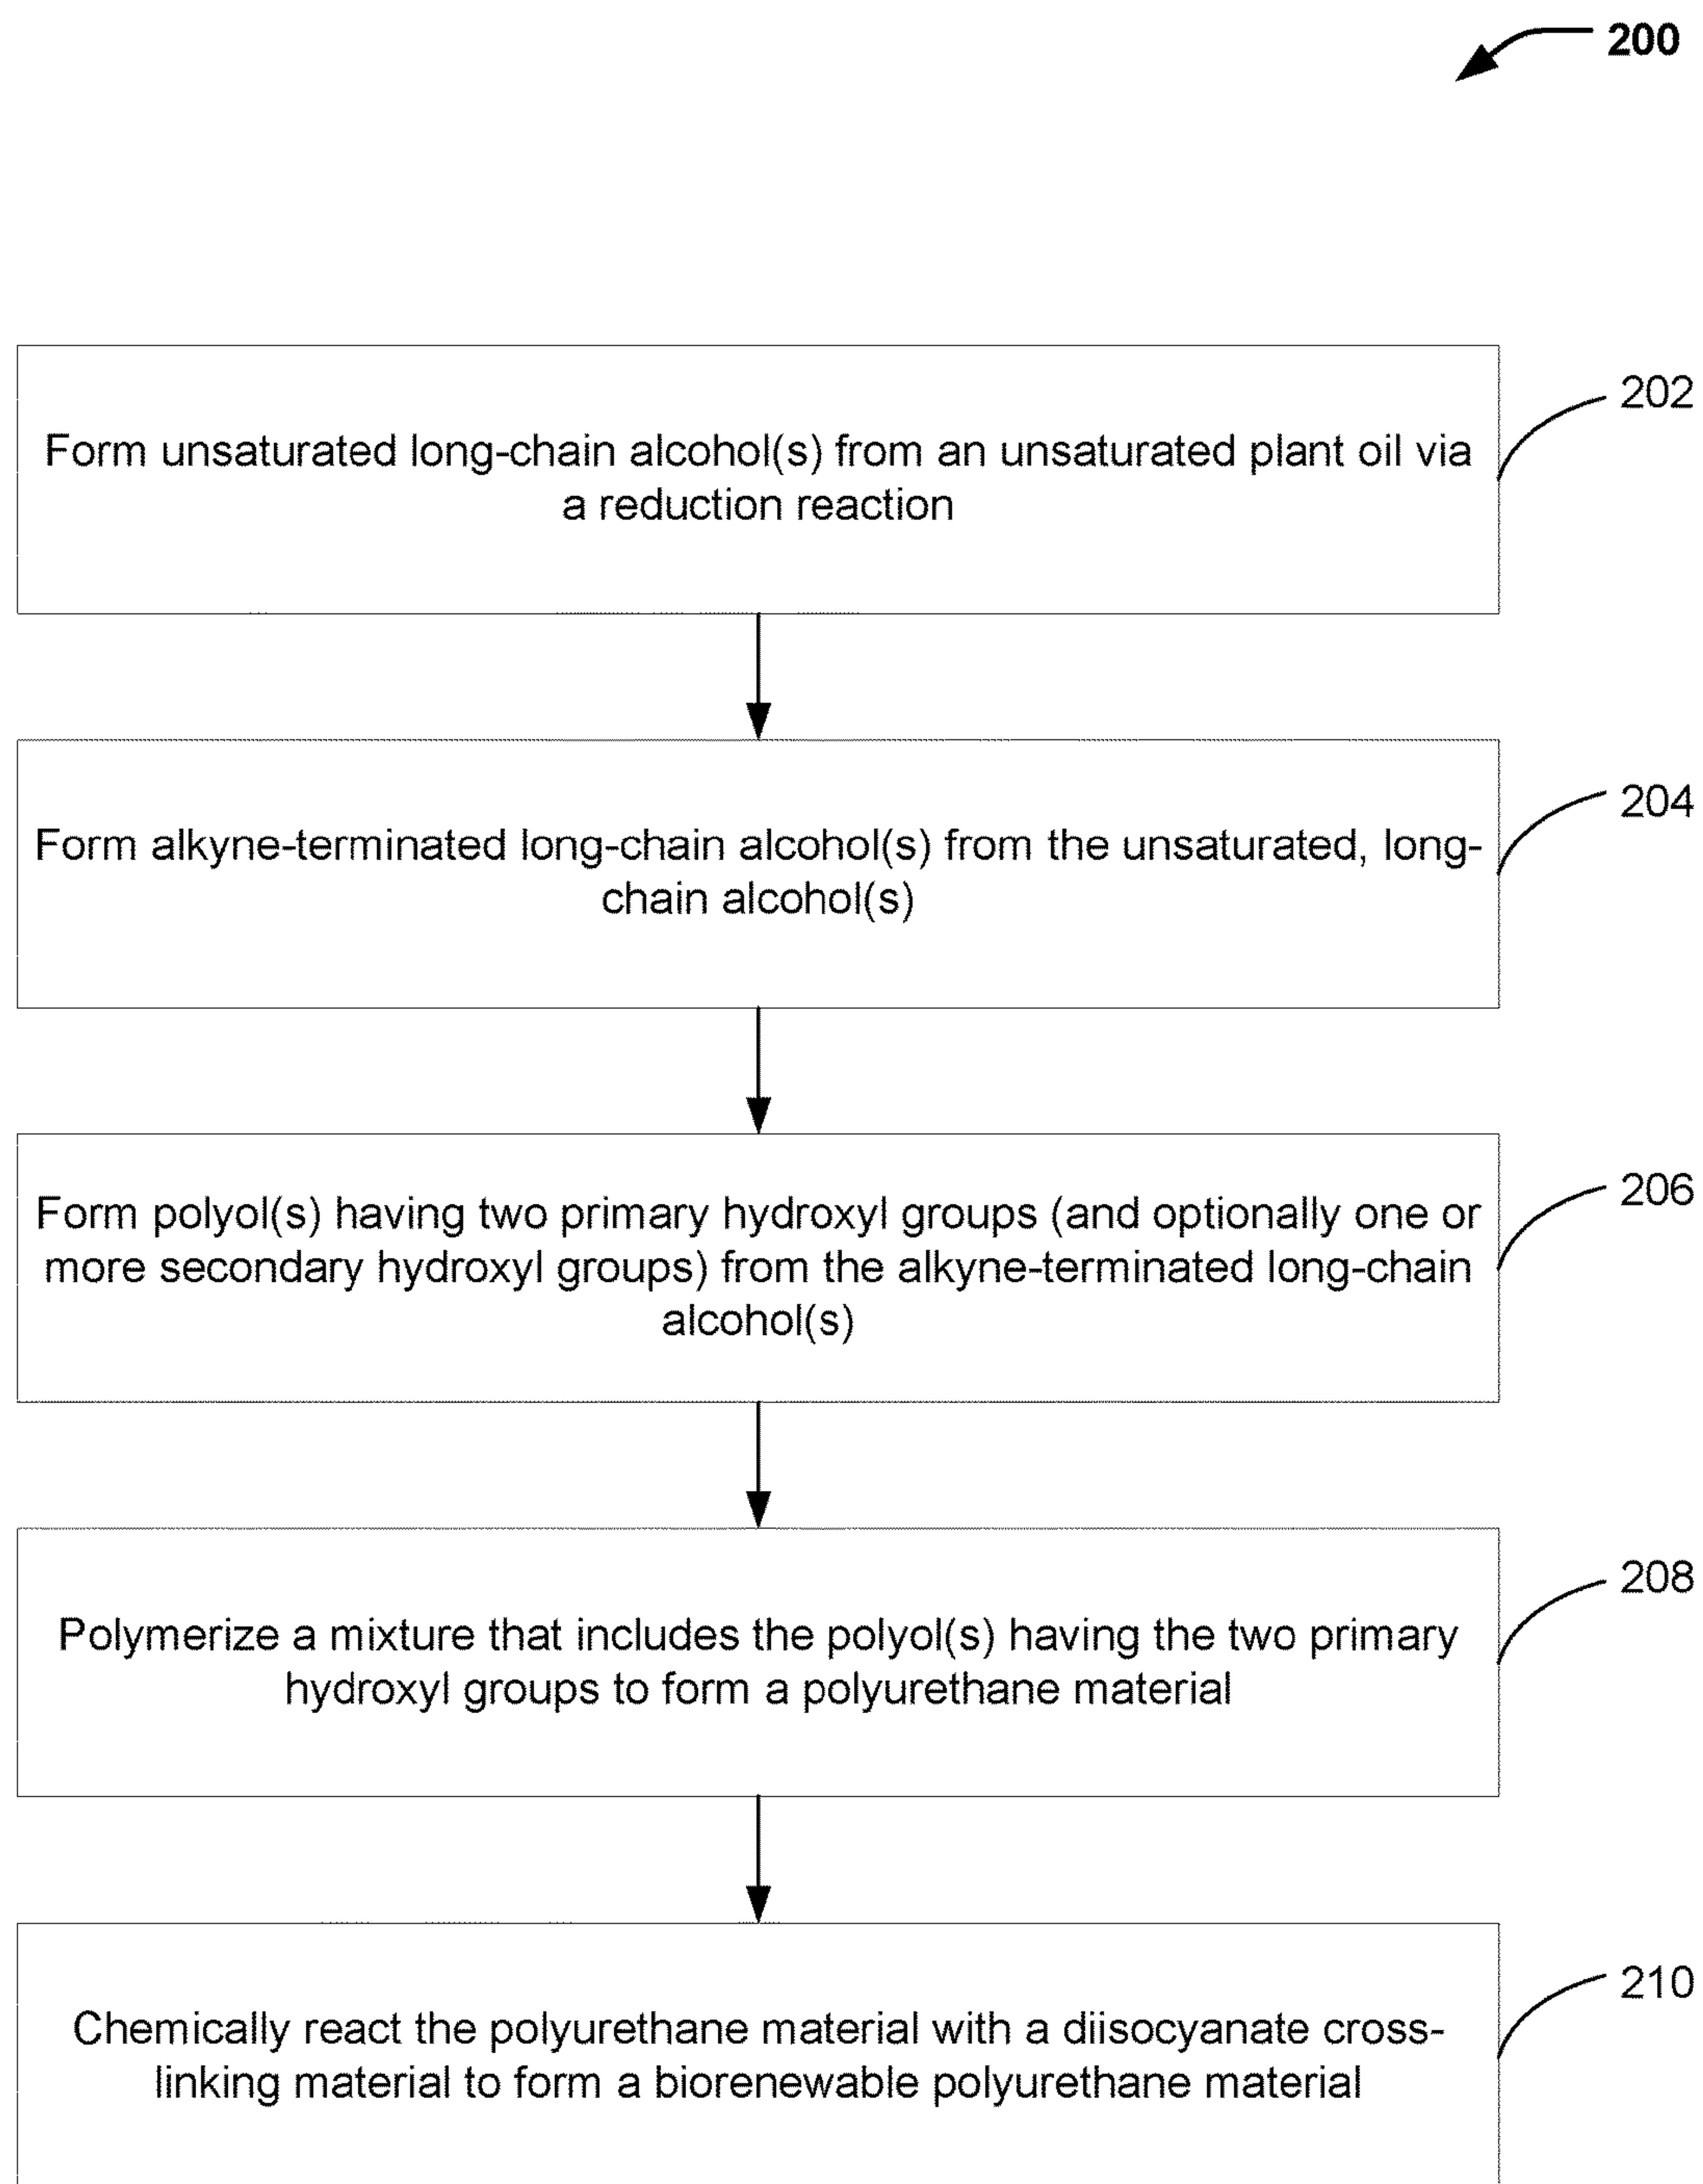 200
Form unsaturated long-chain alcohol(s) from an unsaturated plant oil via
a reduction reaction
202
Form alkyne-terminated long-chain alcohol(s) from the unsaturated, long-
chain alcohol(s)
204
Form polyol(s) having two primary hydroxyl groups (and optionally one or
more secondary hydroxyl groups) from the alkyne-terminated long-chain
alcohol(s)
206
Polymerize a mixture that includes the polyol(s) having the two primary
hydroxyl groups to form a polyurethane material
208
Chemically react the polyurethane material with a diisocyanate cross-
linking material to form a biorenewable polyurethane material
210